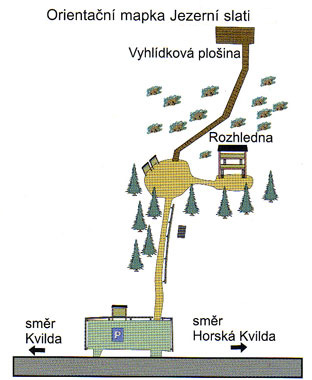 Orientační mapka Jezerní slati
Vyhlídková plošina
Rozhledna
P
směr
Kvilda
směr
Horská Kvilda